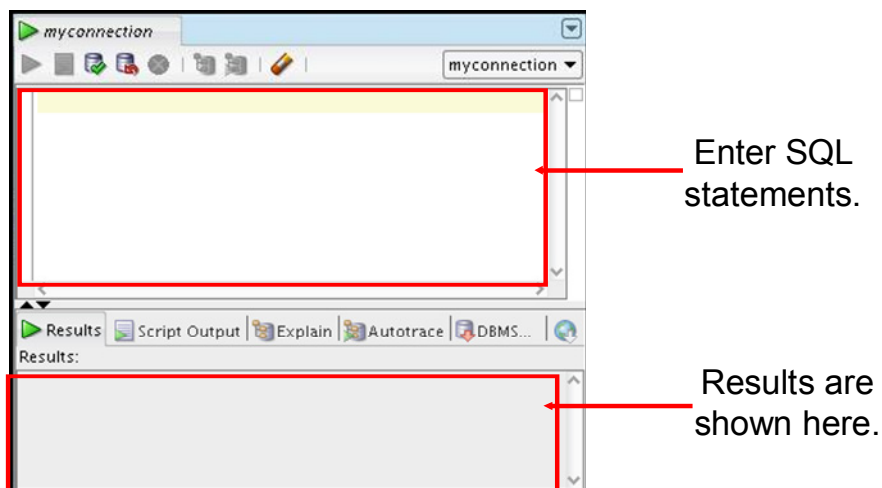 myconnection
myconnection
Enter SQL
statements.
Results Script Output Explain Autotrace DBMS...
Results:
Results are
shown here.